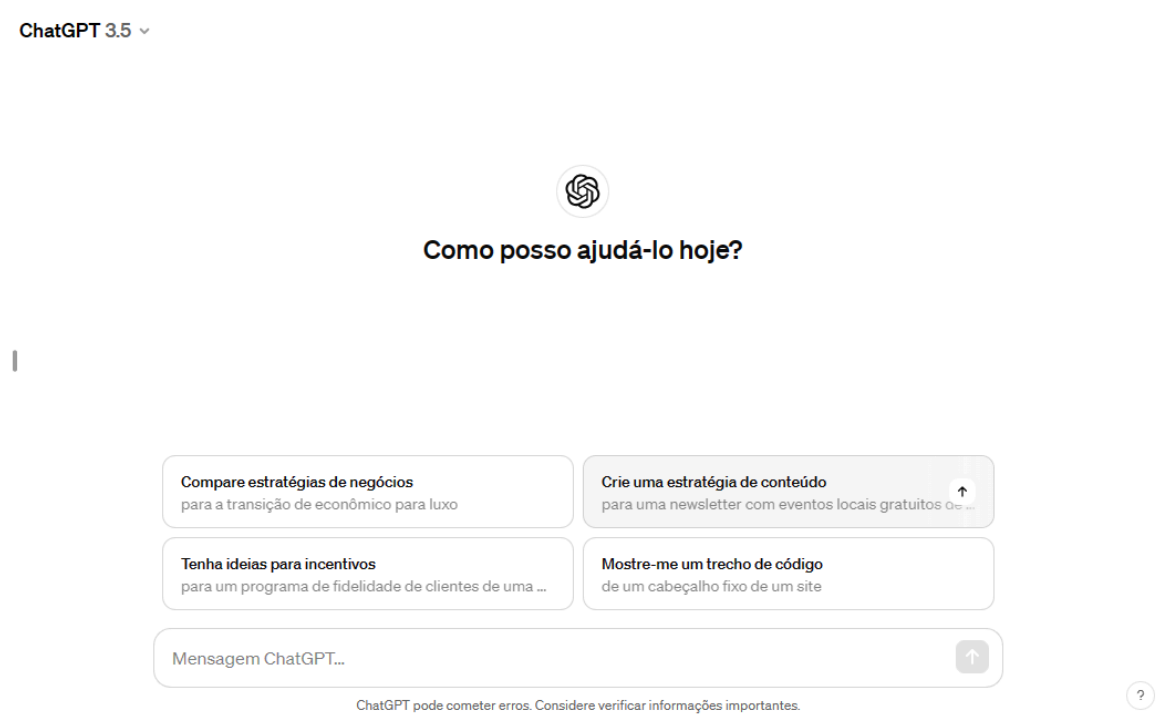 ChatGPT 3.5
Como posso ajudá-lo hoje?
Compare estratégias de negócios
para a transição de econômico para luxo
Crie uma estratégia de conteúdo
para uma newsletter com eventos locais gratuitos de ...
Tenha ideias para incentivos
para um programa de fidelidade de clientes de uma ...
Mostre-me um trecho de código
de um cabeçalho fixo de um site
Mensagem ChatGPT...
ChatGPT pode cometer erros. Considere verificar informações importantes.
?